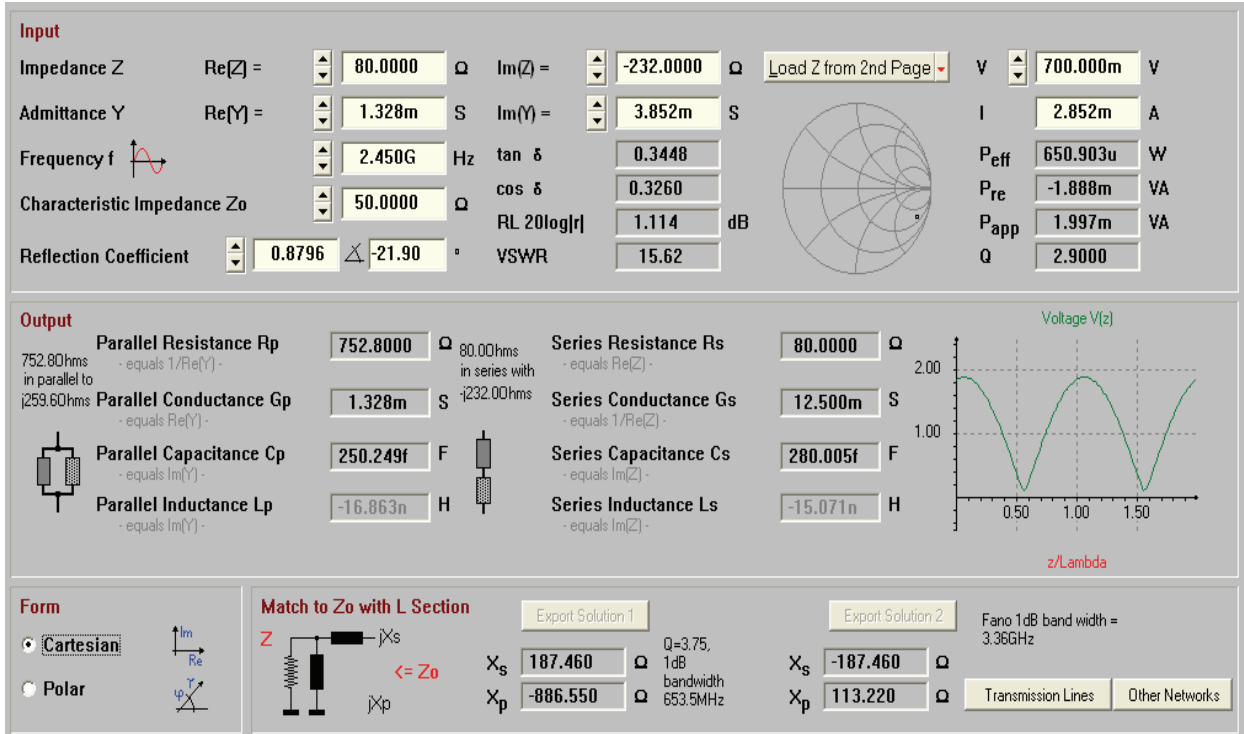 Input
Impedance Z Re(Z) = 80.0000 Ω Im(Z) = -232.0000 Ω Load Z from 2nd Page V 700.000m V
Admittance Y Re(Y) = 1.328m S Im(Y) = 3.852m S I 2.852m A
Frequency f 2.450G Hz tan δ 0.3448 Peff 650.903u W
cos δ 0.3260 Pre -1.888m VA
Characteristic Impedance Zo 50.0000 Ω
RL 20log|r| 1.114 dB Papp 1.997m VA
Reflection Coefficient 0.8796 -21.90 ° VSWR 15.62 Q 2.9000
Output
Voltage V(z)
Parallel Resistance Rp 752.8000 Ω
- equals 1/Re(Y) -
752.8Ohms
in parallel to
j259.6Ohms
Parallel Conductance Gp 1.328m S
- equals Re(Y) -
Parallel Capacitance Cp 250.249f F
- equals Im(Y) -
Parallel Inductance Lp -16.863n H
- equals Im(Y) -
80.0Ohms
in series with
-j232.0Ohms
Series Resistance Rs 80.0000 Ω
- equals Re(Z) -
Series Conductance Gs 12.500m S
- equals 1/Re(Z) -
Series Capacitance Cs 280.005f F
- equals Im(Z) -
Series Inductance Ls -15.071n H
- equals Im(Z) -
2.00
1.00
0.50 1.00 1.50
z/Lambda
Form
Cartesian
Im
Re
Polar
φ r
Match to Zo with L Section
Z jXs
<= Zo
jXp
Export Solution 1
Xs 187.460 Ω
Xp -886.550 Ω
Q=3.75,
1dB
bandwidth
653.5MHz
Export Solution 2
Xs -187.460 Ω
Xp 113.220 Ω
Fano 1dB band width =
3.36GHz
Transmission Lines Other Networks